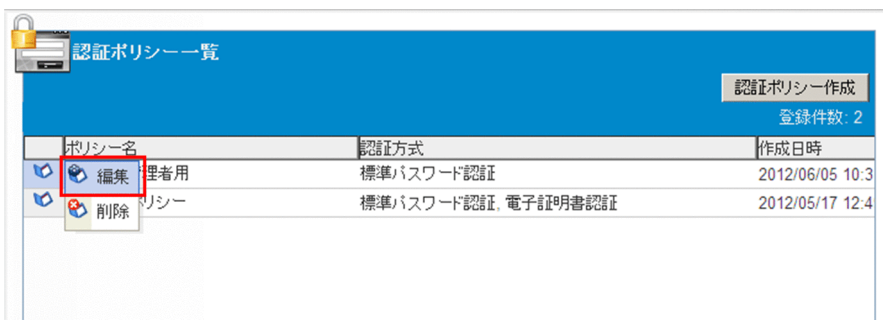 認証ポリシー一覧
認証ポリシー作成
登録件数: 2
ポリシー名 認証方式 作成日時
編集 理者用 標準パスワード認証 2012/06/05 10:3
削除 リシー 標準パスワード認証, 電子証明書認証 2012/05/17 12:4